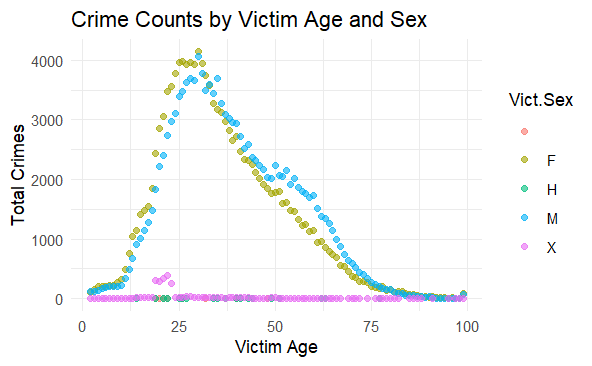 Crime Counts by Victim Age and Sex
4000
3000
2000
1000
0
Total Crimes
0 25 50 75 100
Victim Age
Vict.Sex
F
H
M
X